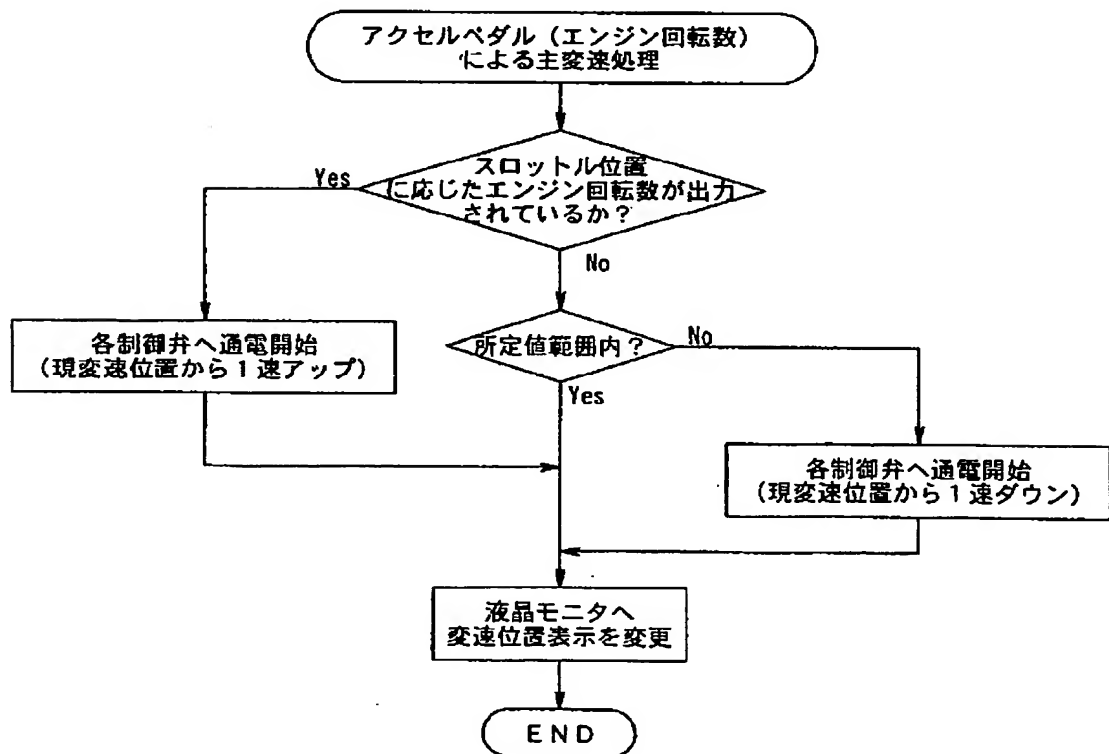 アクセルペダル（エンジン回転数）
による主変速処理
スロットル位置
に応じたエンジン回転数が出力
されているか？
Yes
No
各制御弁へ通電開始
（現変速位置から１速アップ）
所定値範囲内？
No
Yes
各制御弁へ通電開始
（現変速位置から１速ダウン）
液晶モニタへ
変速位置表示を変更
END